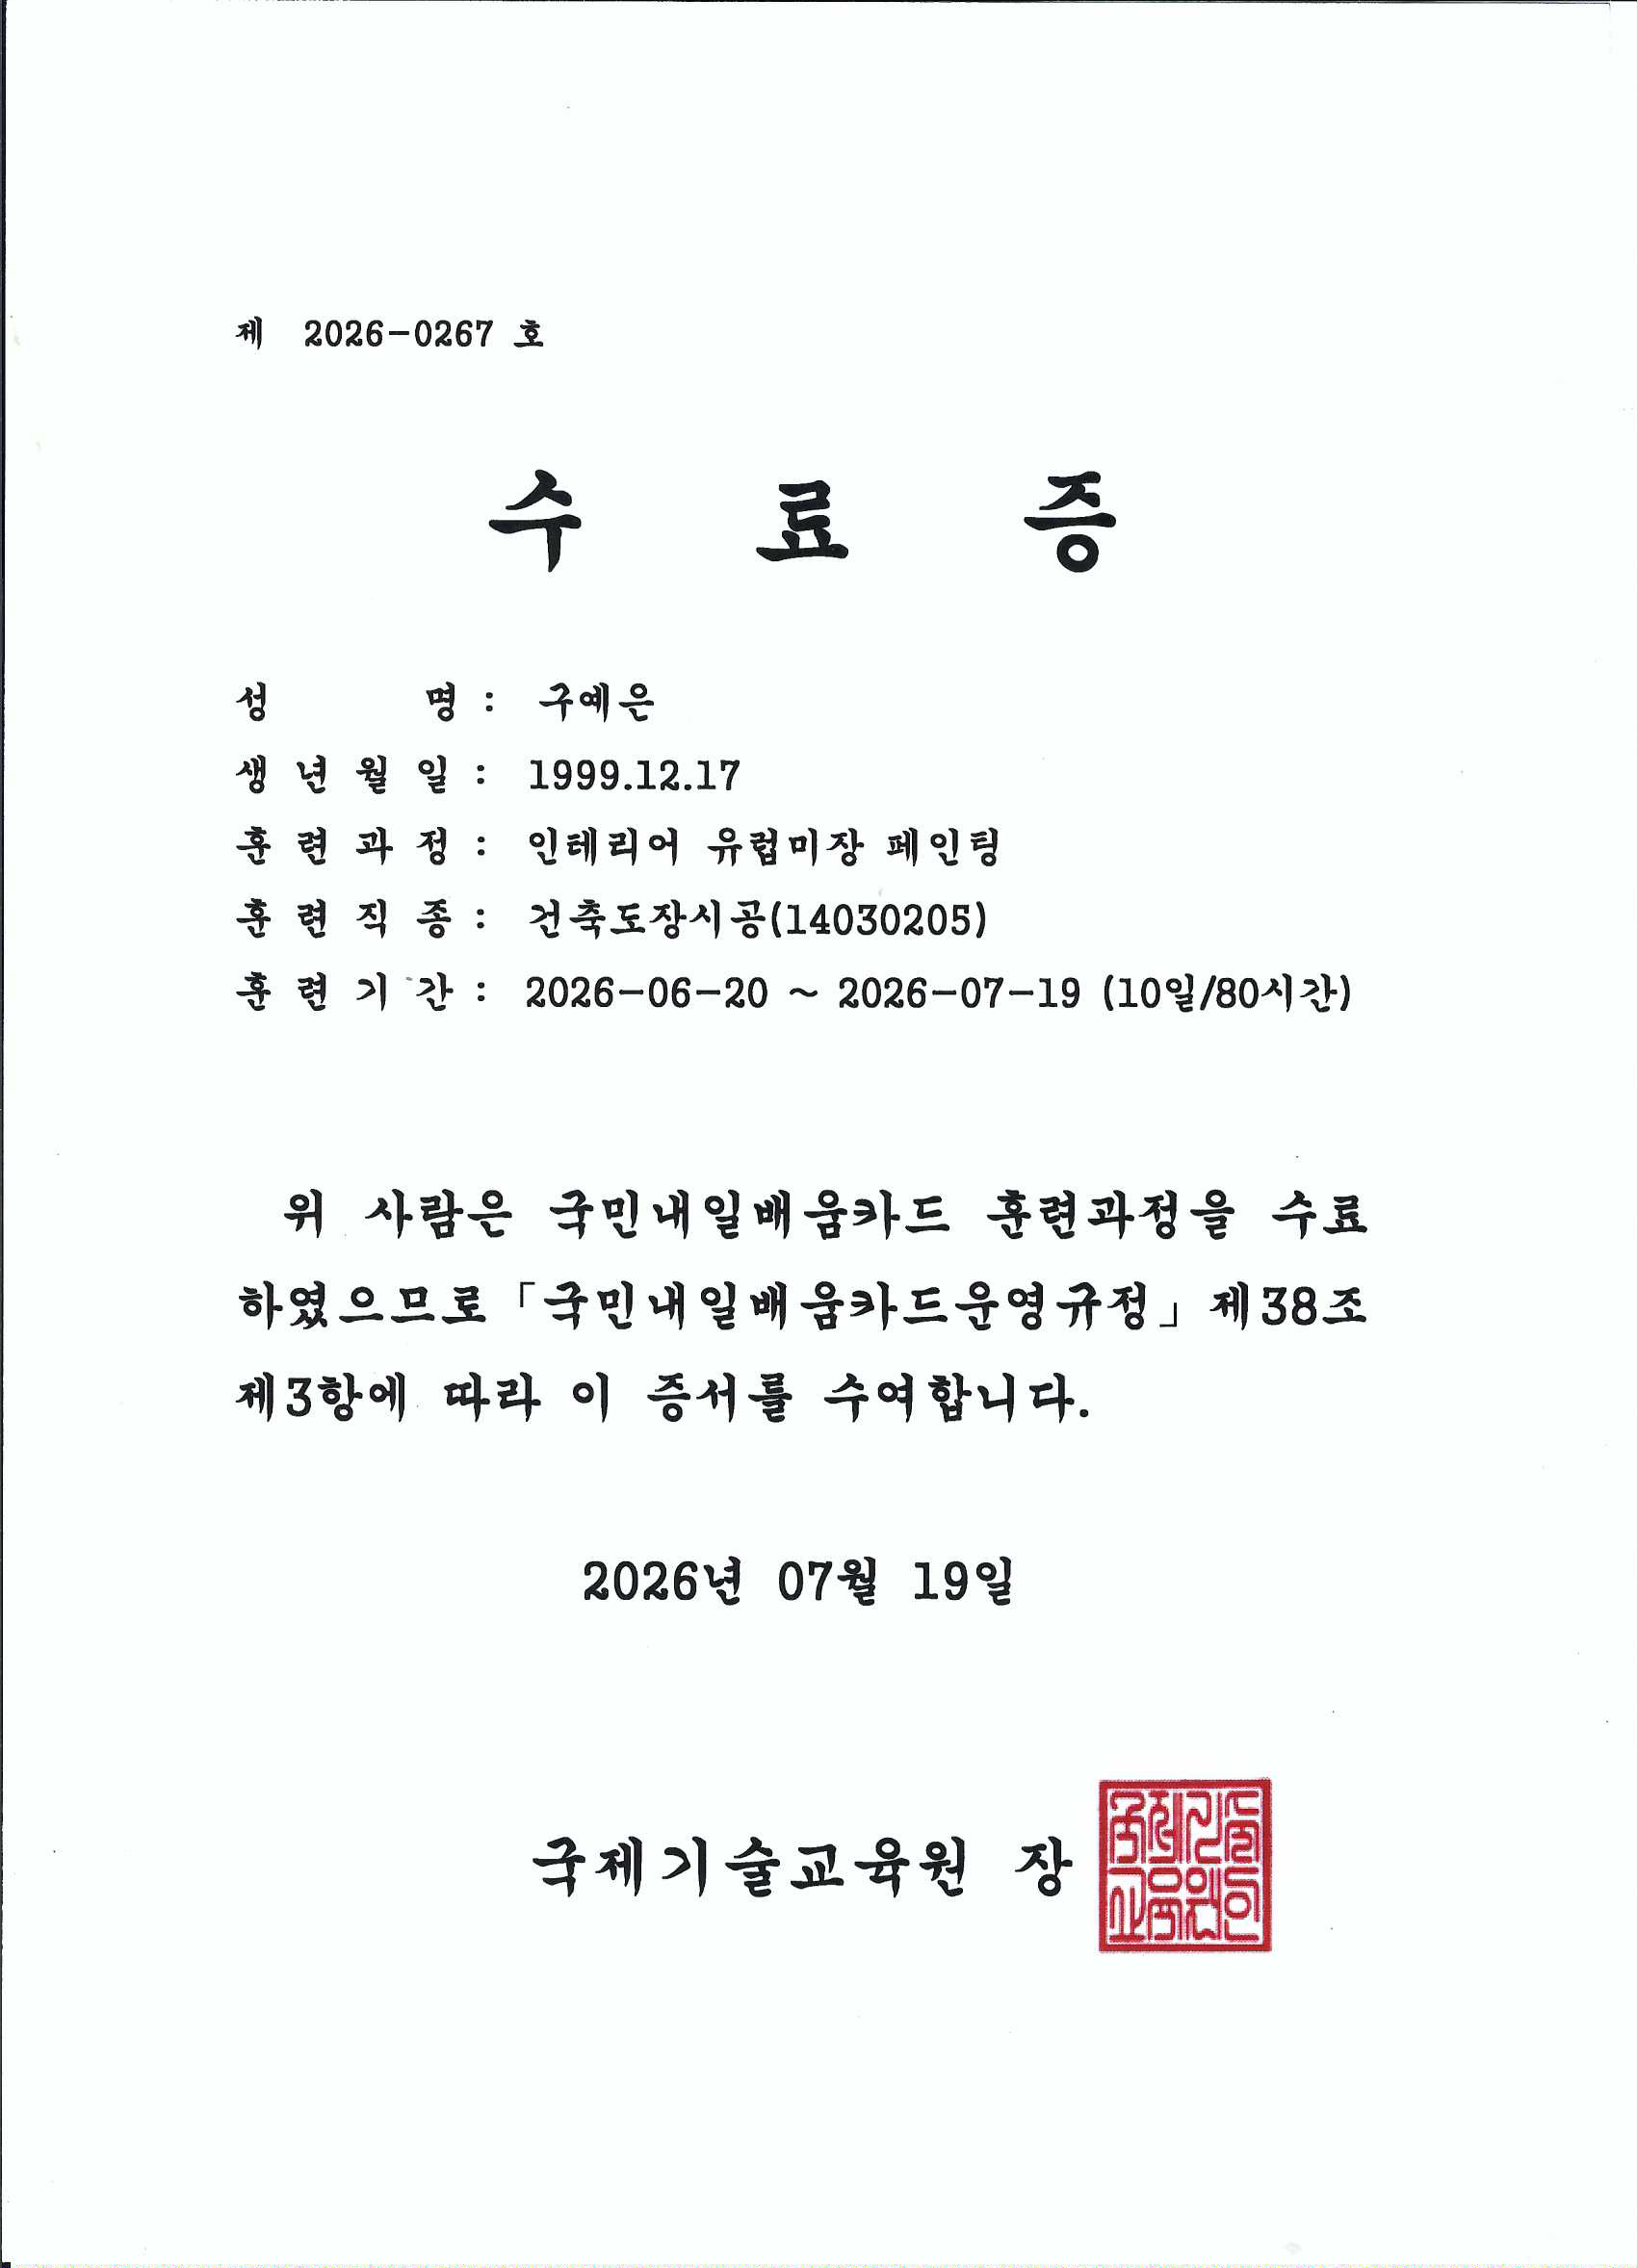 제 2026-0267 호
수 료 증
성 명 : 구예은
생 년 월 일 : 1999.12.17
훈 련 과 정 : 인테리어 유럽미장 페인팅
훈 련 직 종 : 건축도장시공(14030205)
훈 련 기 간 : 2026-06-20 ~ 2026-07-19 (10일/80시간)
위 사람은 국민내일배움카드 훈련과정을 수료
하였으므로「국민내일배움카드운영규정」제38조
제3항에 따라 이 증서를 수여합니다.
2026년 07월 19일
국제기술교육원 장